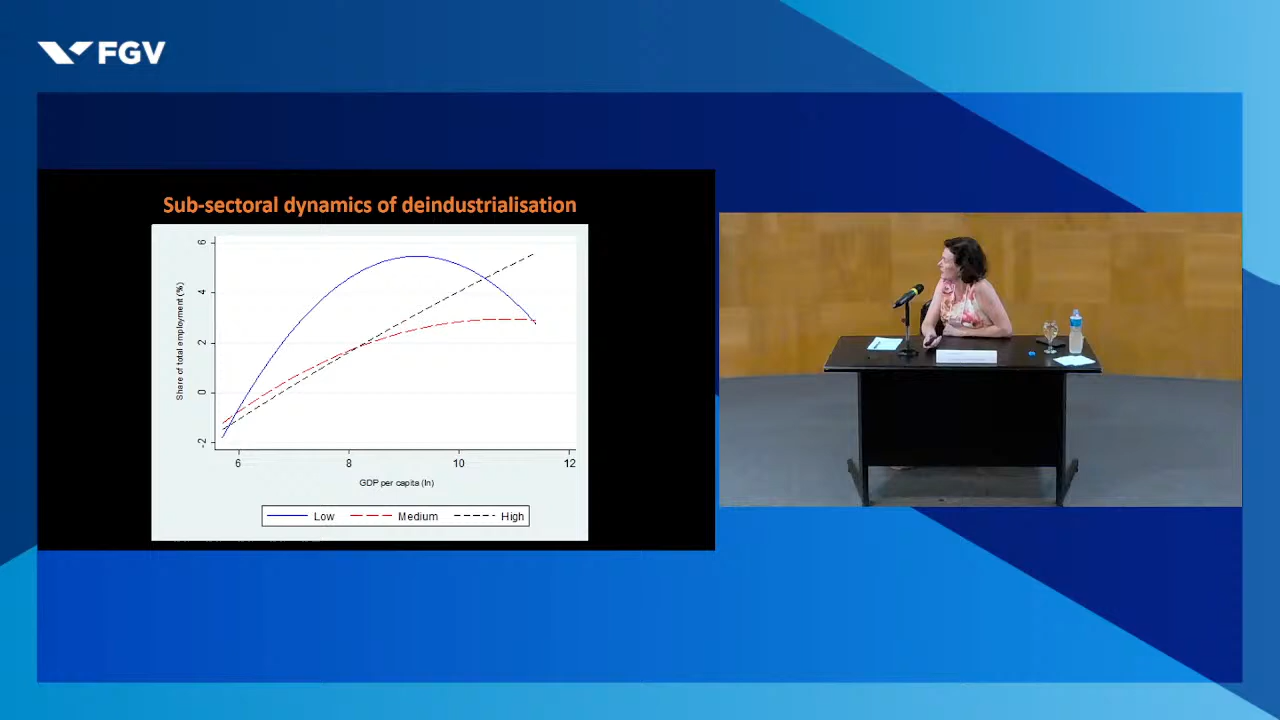 FGV
Sub-sectoral dynamics of deindustrialisation
Share of total employment (%)
6
4
2
0
-2
6 8 10 12
GDP per capita (ln)
Low Medium High